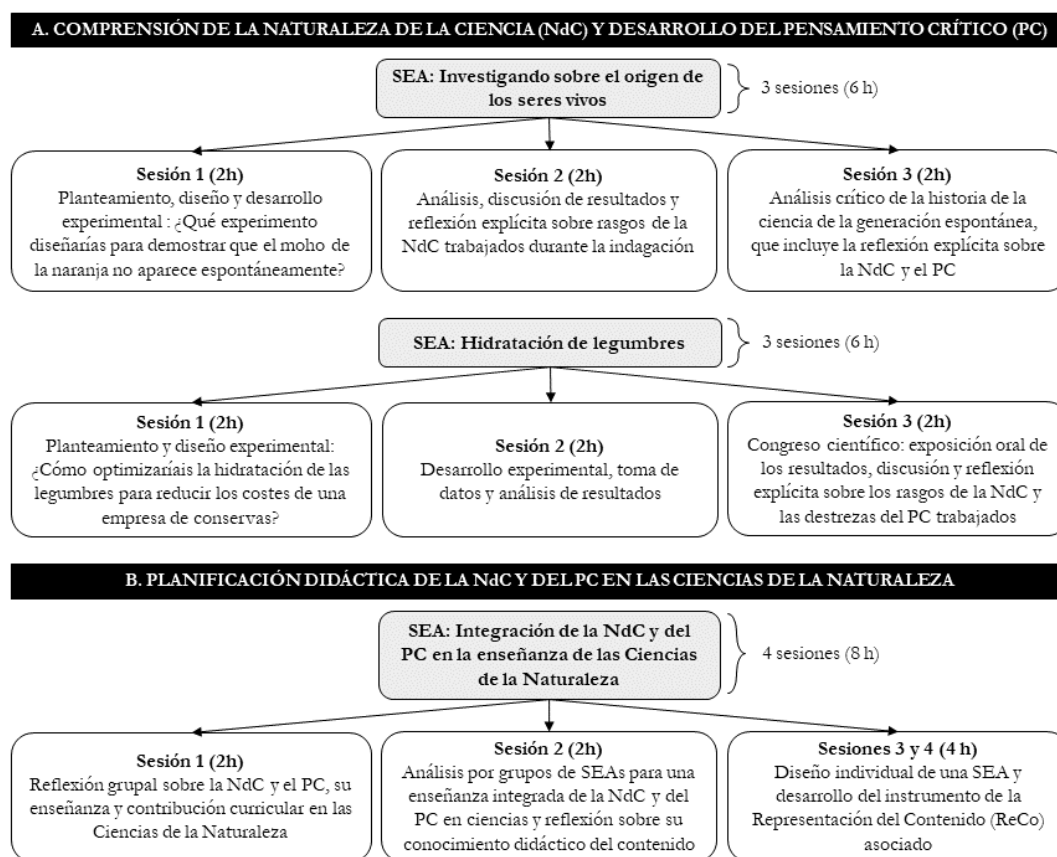 A. COMPRENSIÓN DE LA NATURALEZA DE LA CIENCIA (NdC) Y DESARROLLO DEL PENSAMIENTO CRÍTICO (PC)
SEA: Investigando sobre el origen de
los seres vivos
3 sesiones (6 h)
Sesión 1 (2h)
Planteamiento, diseño y desarrollo
experimental : ¿Qué experimento
diseñarías para demostrar que el moho de
la naranja no aparece espontáneamente?
Sesión 2 (2h)
Análisis, discusión de resultados y
reflexión explícita sobre rasgos de la
NdC trabajados durante la indagación
Sesión 3 (2h)
Análisis crítico de la historia de la
ciencia de la generación espontánea,
que incluye la reflexión explícita sobre
la NdC y el PC
SEA: Hidratación de legumbres
3 sesiones (6 h)
Sesión 1 (2h)
Planteamiento y diseño experimental:
¿Cómo optimizaríais la hidratación de las
legumbres para reducir los costes de una
empresa de conservas?
Sesión 2 (2h)
Desarrollo experimental, toma de
datos y análisis de resultados
Sesión 3 (2h)
Congreso científico: exposición oral de
los resultados, discusión y reflexión
explícita sobre los rasgos de la NdC y
las destrezas del PC trabajados
B. PLANIFICACIÓN DIDÁCTICA DE LA NdC Y DEL PC EN LAS CIENCIAS DE LA NATURALEZA
SEA: Integración de la NdC y del
PC en la enseñanza de las Ciencias
de la Naturaleza
4 sesiones (8 h)
Sesión 1 (2h)
Reflexión grupal sobre la NdC y el PC, su
enseñanza y contribución curricular en las
Ciencias de la Naturaleza
Sesión 2 (2h)
Análisis por grupos de SEAs para una
enseñanza integrada de la NdC y del
PC en ciencias y reflexión sobre su
conocimiento didáctico del contenido
Sesiones 3 y 4 (4 h)
Diseño individual de una SEA y
desarrollo del instrumento de la
Representación del Contenido (ReCo)
asociado